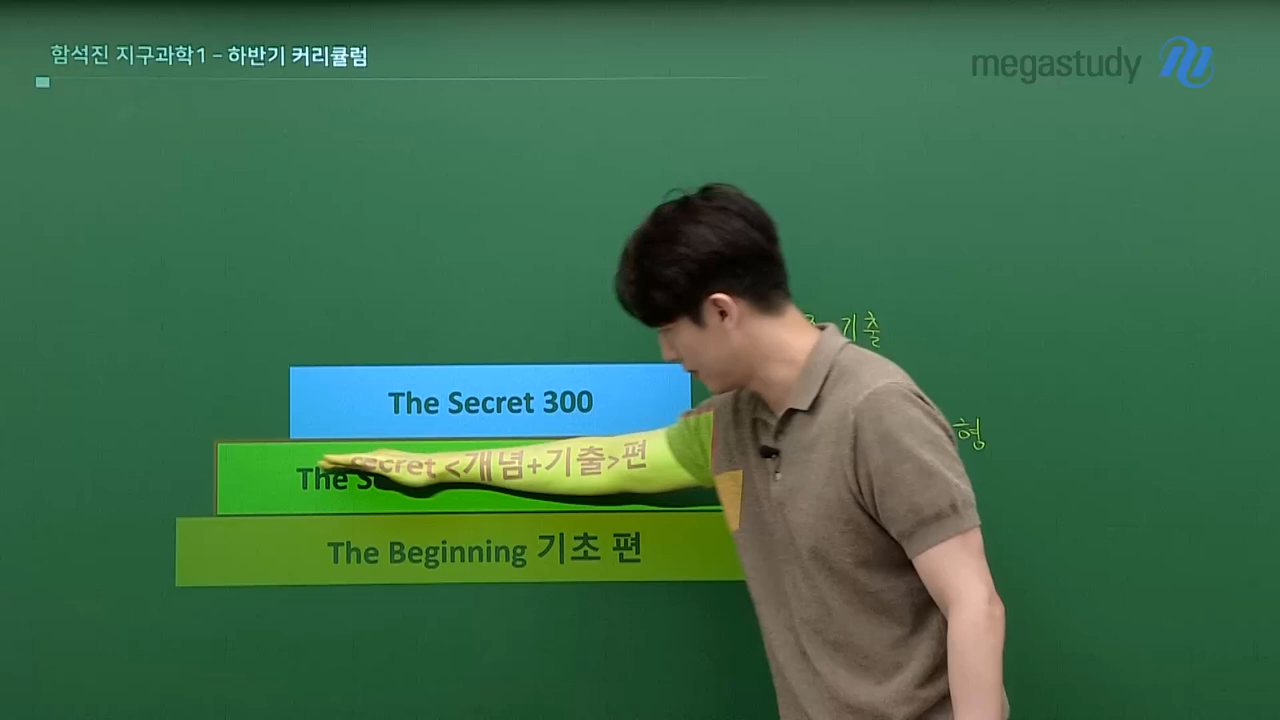 함석진 지구과학1 – 하반기 커리큘럼
megastudy
기출
The Secret 300
형
The Secret <개념+기출>편
The Beginning 기초 편